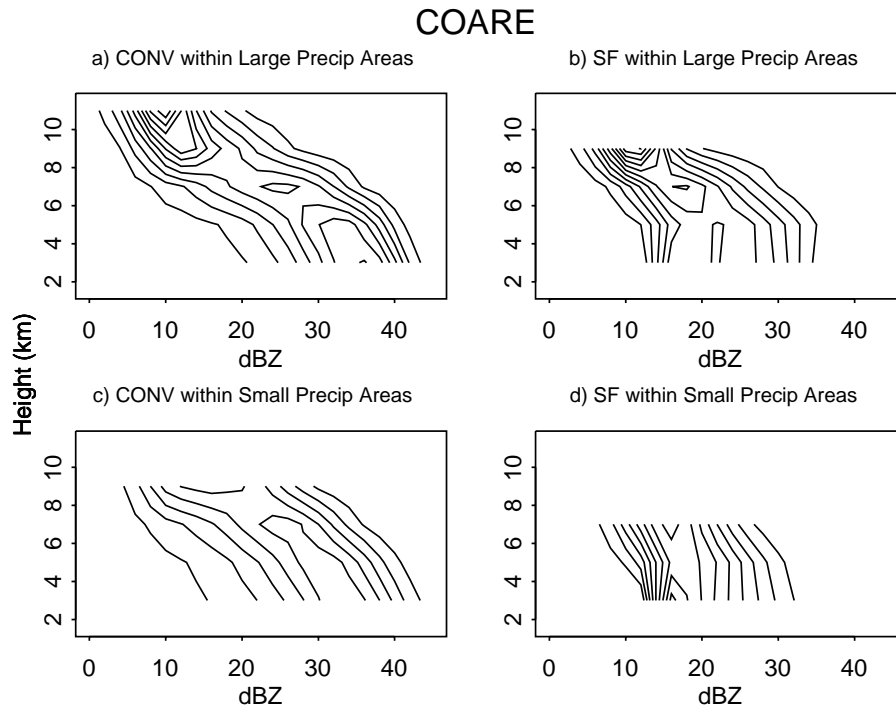 COARE
a) CONV within Large Precip Areas
b) SF within Large Precip Areas
10
8
6
4
2
0 10 20 30 40
dBZ
10
8
6
4
2
0 10 20 30 40
dBZ
Height (km)
c) CONV within Small Precip Areas
d) SF within Small Precip Areas
10
8
6
4
2
0 10 20 30 40
dBZ
10
8
6
4
2
0 10 20 30 40
dBZ